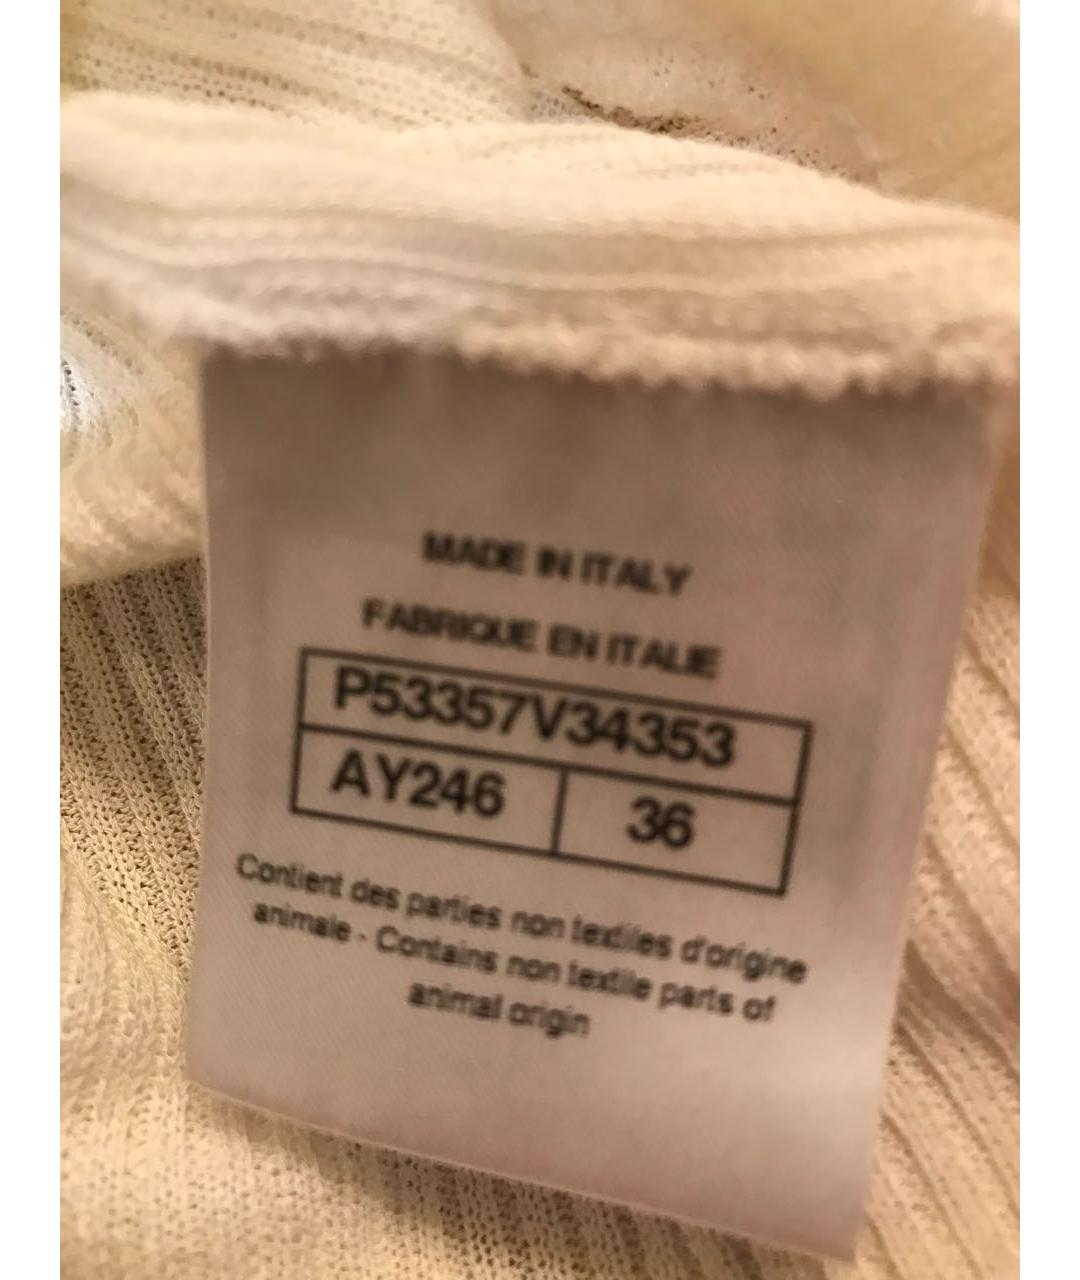 MADE IN ITALY
FABRIQUE EN ITALIE
P53357V34353
AY246 36
Contient des parties non textiles d'origine
animale - Contains non textile parts of
animal origin